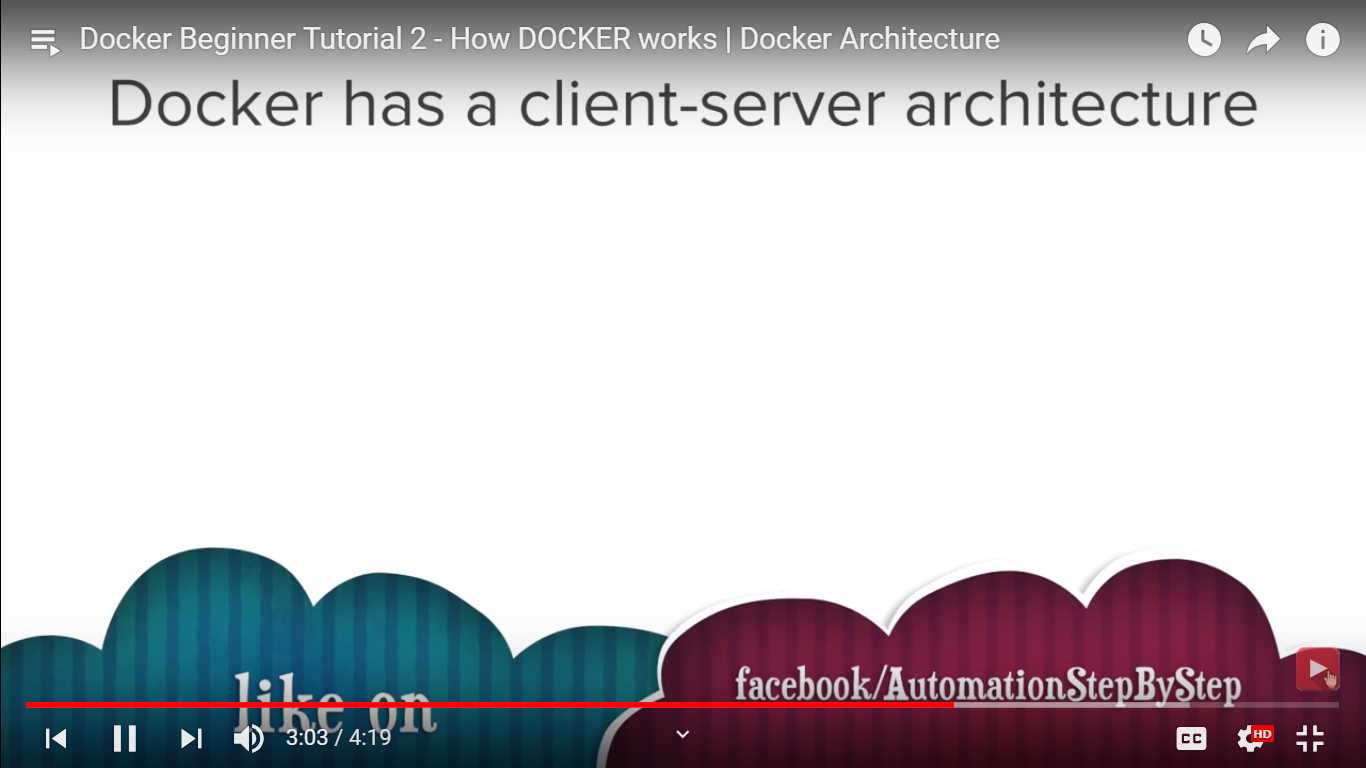 Docker Beginner Tutorial 2 - How DOCKER works | Docker Architecture
Docker has a client-server architecture
like on
facebook/AutomationStepByStep
3:03 / 4:19
CC
HD